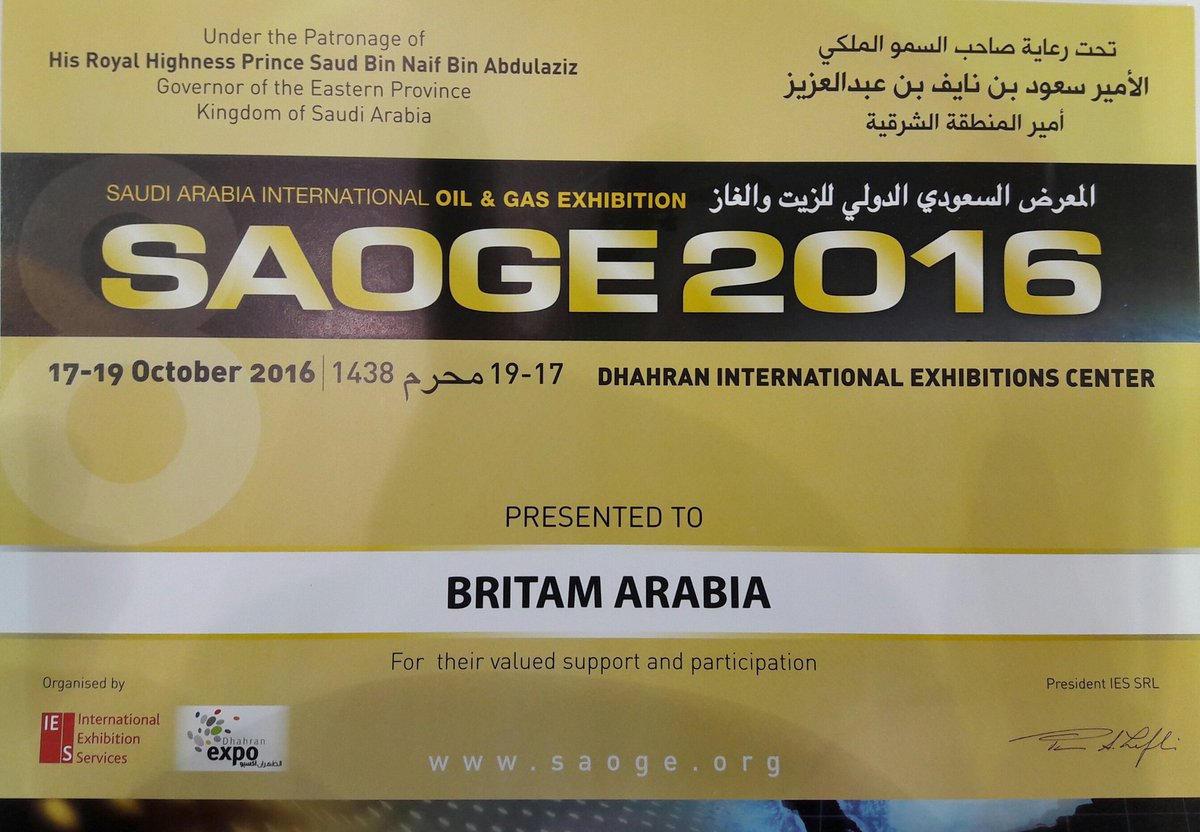 Under the Patronage of
His Royal Highness Prince Saud Bin Naif Bin Abdulaziz
Governor of the Eastern Province
Kingdom of Saudi Arabia
تحت رعاية صاحب السمو الملكي
الأمير سعود بن نايف بن عبدالعزيز
أمير المنطقة الشرقية
SAUDI ARABIA INTERNATIONAL OIL & GAS EXHIBITION المعرض السعودي الدولي للزيت والغاز
SAOGE 2016
17-19 October 2016 | 17-19 محرم 1438 DHAHRAN INTERNATIONAL EXHIBITIONS CENTER
PRESENTED TO
BRITAM ARABIA
For their valued support and participation
Organised by
IES International Exhibition Services
Dhahran
expo
الظهران اكسبو
www.saoge.org
President IES SRL